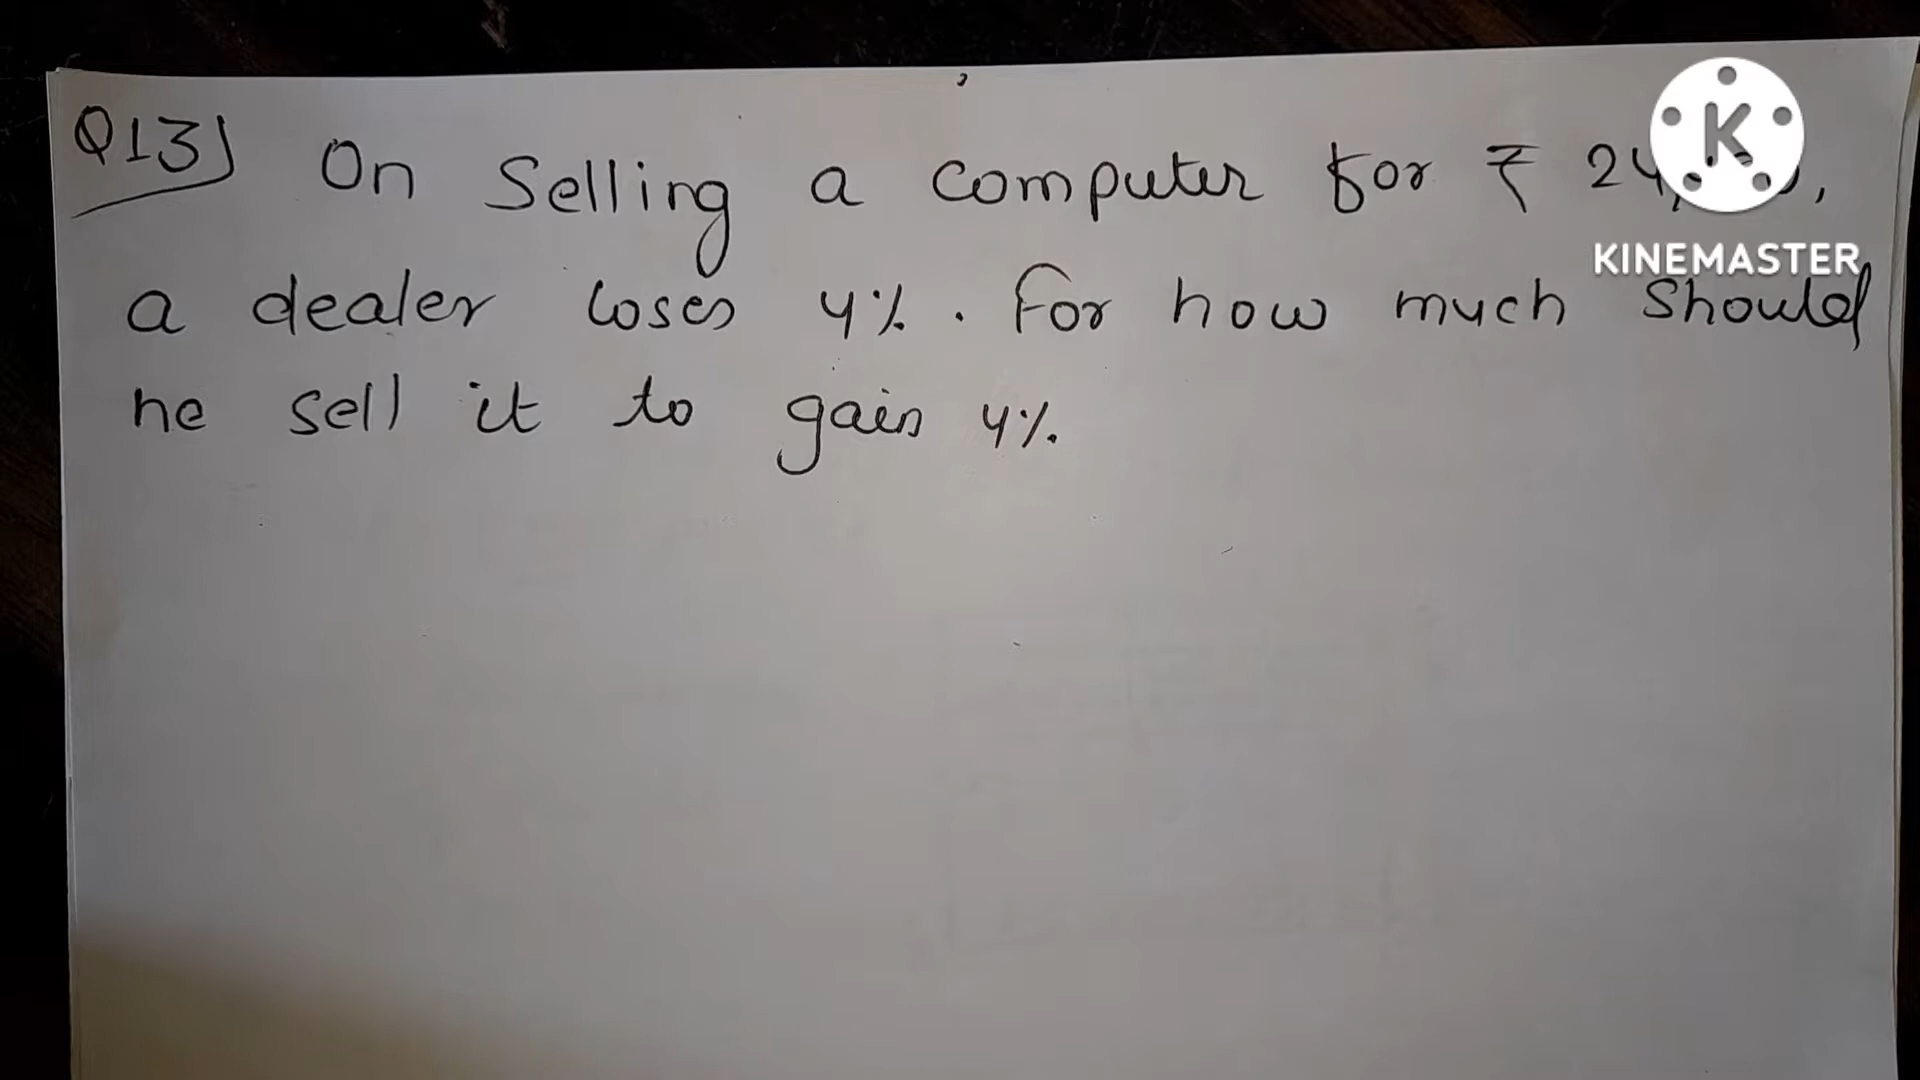 Q13) On Selling a computer for ₹ 24,
a dealer loses 4%. For how much should
he sell it to gain 4%.
K
KINEMASTER